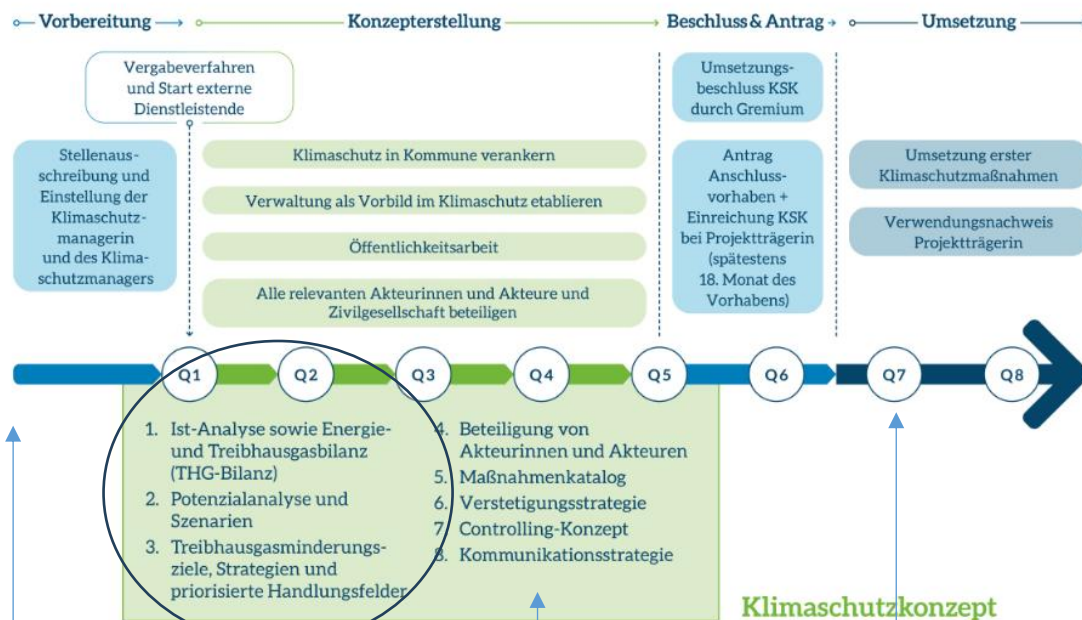 Vorbereitung
Konzepterstellung
Beschluss & Antrag
Umsetzung
Vergabeverfahren
und Start externe
Dienstleistende
Stellenaus-
schreibung und
Einstellung der
Klimaschutz-
managerin
und des Klima-
schutzmanagers
Klimaschutz in Kommune verankern
Verwaltung als Vorbild im Klimaschutz etablieren
Öffentlichkeitsarbeit
Alle relevanten Akteurinnen und Akteure und
Zivilgesellschaft beteiligen
Umsetzungs-
beschluss KSK
durch Gremium
Antrag
Anschluss-
vorhaben +
Einreichung KSK
bei Projektträgerin
(spätestens
18. Monat des
Vorhabens)
Umsetzung erster
Klimaschutzmaßnahmen
Verwendungsnachweis
Projektträgerin
Q1
Q2
Q3
Q4
Q5
Q6
Q7
Q8
1. Ist-Analyse sowie Energie-
und Treibhausgasbilanz
(THG-Bilanz)
2. Potenzialanalyse und
Szenarien
3. Treibhausgasminderungs-
ziele, Strategien und
priorisierte Handlungsfelder
4. Beteiligung von
Akteurinnen und Akteuren
5. Maßnahmenkatalog
6. Verstetigungsstrategie
7 Controlling-Konzept
8. Kommunikationsstrategie
Klimaschutzkonzept